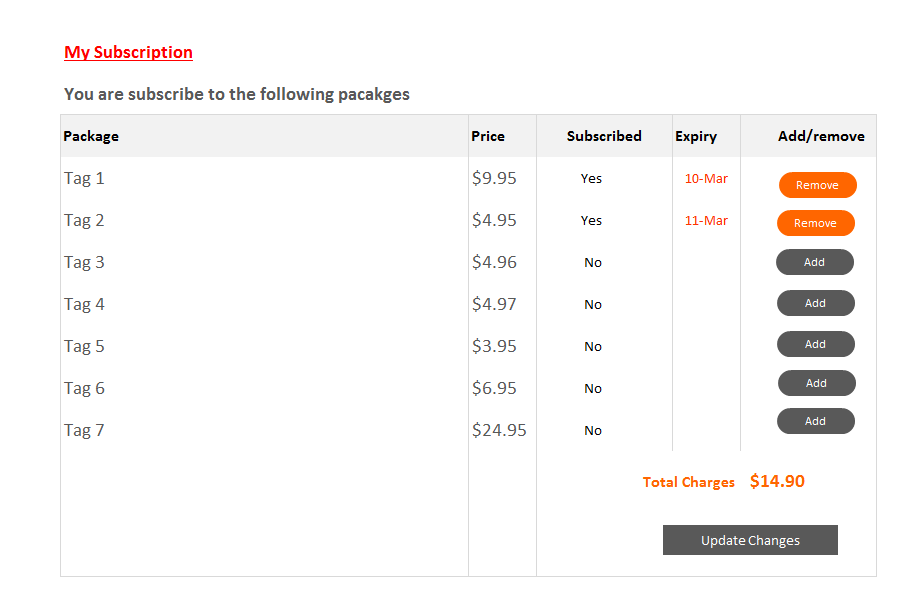 My Subscription
You are subscribe to the following pacakges
Package Price Subscribed Expiry Add/remove
Tag 1 $9.95 Yes 10-Mar Remove
Tag 2 $4.95 Yes 11-Mar Remove
Tag 3 $4.96 No Add
Tag 4 $4.97 No Add
Tag 5 $3.95 No Add
Tag 6 $6.95 No Add
Tag 7 $24.95 No Add
Total Charges $14.90
Update Changes